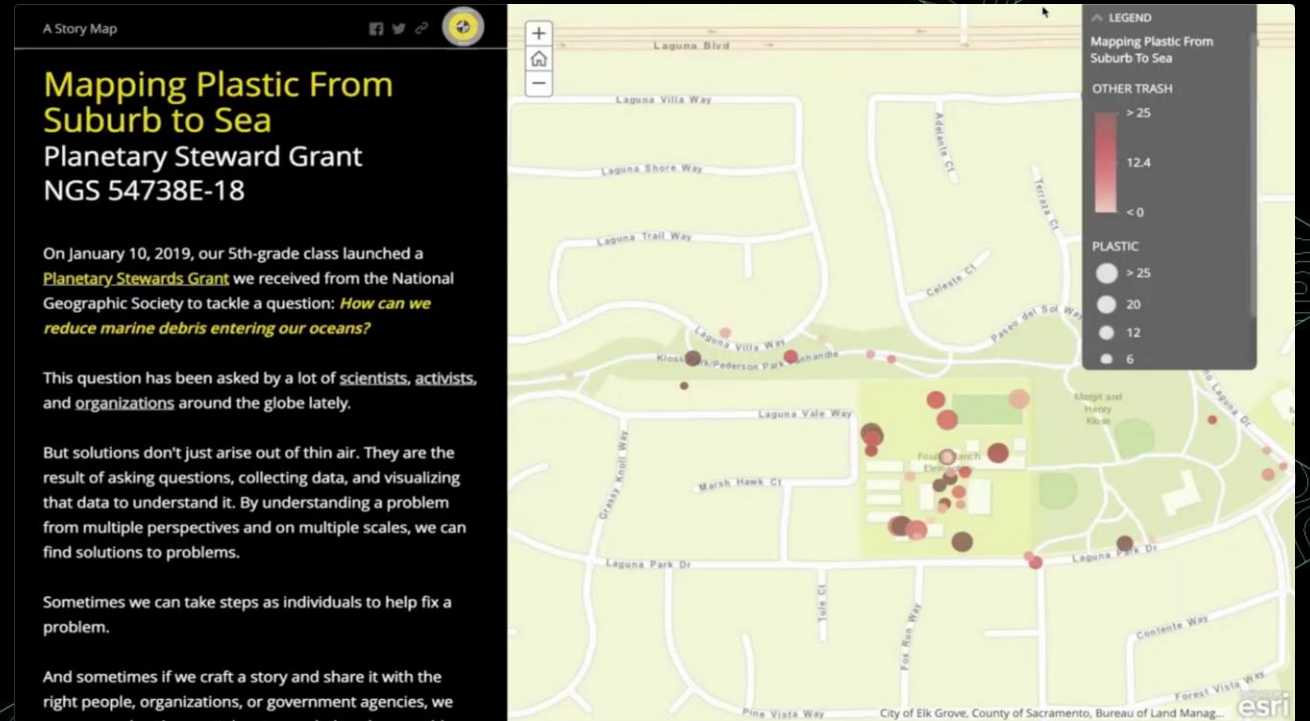 A Story Map
Mapping Plastic From
Suburb to Sea
Planetary Steward Grant
NGS 54738E-18
On January 10, 2019, our 5th-grade class launched a
Planetary Stewards Grant we received from the National
Geographic Society to tackle a question: How can we
reduce marine debris entering our oceans?
This question has been asked by a lot of scientists, activists,
and organizations around the globe lately.
But solutions don't just arise out of thin air. They are the
result of asking questions, collecting data, and visualizing
that data to understand it. By understanding a problem
from multiple perspectives and on multiple scales, we can
find solutions to problems.
Sometimes we can take steps as individuals to help fix a
problem.
And sometimes if we craft a story and share it with the
right people, organizations, or government agencies, we
+
−
Laguna Blvd
Laguna Villa Way
Adelante Ct
Laguna Shore Way
Terraza Ct
Laguna Trail Way
Celeste Ct
Paseo del Sol Way
Laguna Villa Way
Laguna Dr
Laguna Vale Way
Margit and
Henry
Grassy Knoll Way
Marsh Hawk Ct
Laguna Park Dr
Laguna Park Dr
Tule Ct
Fox Run Way
Contente Way
Forest Vista Way
Pine Vista Way
LEGEND
Mapping Plastic From
Suburb To Sea
OTHER TRASH
> 25
12.4
< 0
PLASTIC
> 25
20
12
6
City of Elk Grove, County of Sacramento, Bureau of Land Manag...
esri